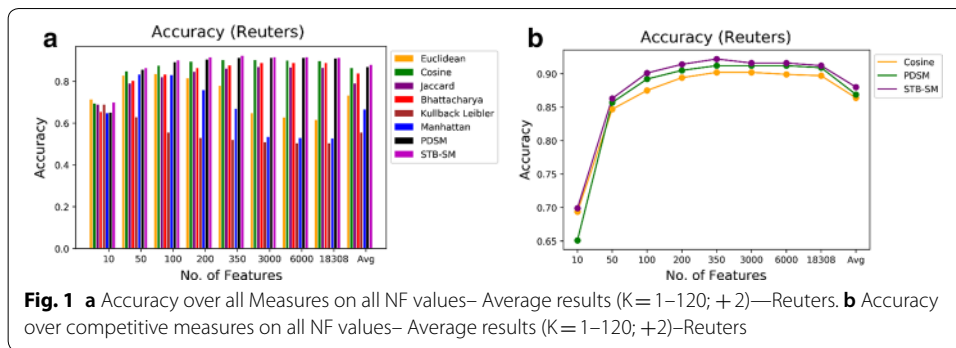 a
Accuracy (Reuters)
Accuracy
0.8
0.6
0.4
0.2
0.0
10 50 100 200 350 3000 6000 18308 Avg
No. of Features
Euclidean
Cosine
Jaccard
Bhattacharya
Kullback Leibler
Manhattan
PDSM
STB-SM
b
Accuracy (Reuters)
Accuracy
0.90
0.85
0.80
0.75
0.70
0.65
10 50 100 200 350 3000 6000 18308 Avg
No. of Features
Cosine
PDSM
STB-SM
Fig. 1 a Accuracy over all Measures on all NF values– Average results (K = 1–120; + 2)—Reuters. b Accuracy
over competitive measures on all NF values– Average results (K = 1–120; +2)–Reuters